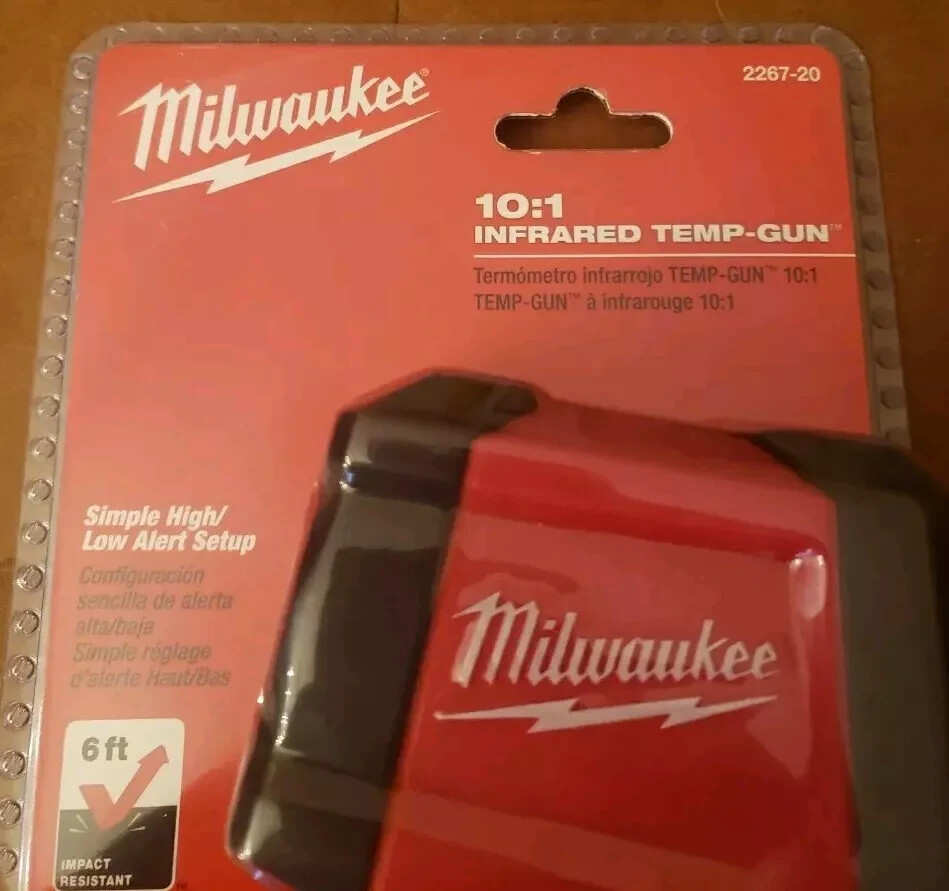 Milwaukee®
2267-20
10:1
INFRARED TEMP-GUN™
Termómetro infrarrojo TEMP-GUN™ 10:1
TEMP-GUN™ à infrarouge 10:1
Simple High/
Low Alert Setup
Configuración
sencilla de alerta
alta/baja
Simple réglage
d'alerte Haut/Bas
Milwaukee
6 ft
IMPACT
RESISTANT™